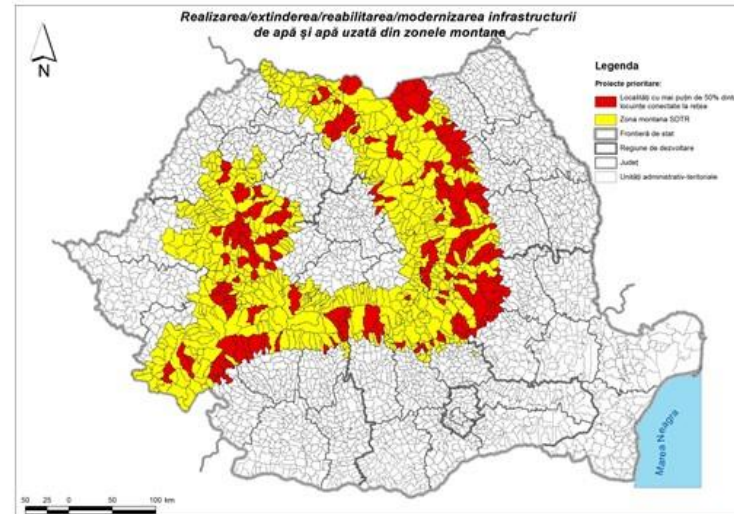 Realizarea/extinderea/reabilitarea/modernizarea infrastructurii
de apă și apă uzată din zonele montane
N
Legenda
Proiecte prioritare:
Localități cu mai puțin de 50% dintre
locuințe conectate la rețea
Zona montana SDTR
Frontieră de stat
Regiune de dezvoltare
Județ
Unități administrativ-teritoriale
Marea Neagra
50 25 0 50 100 km